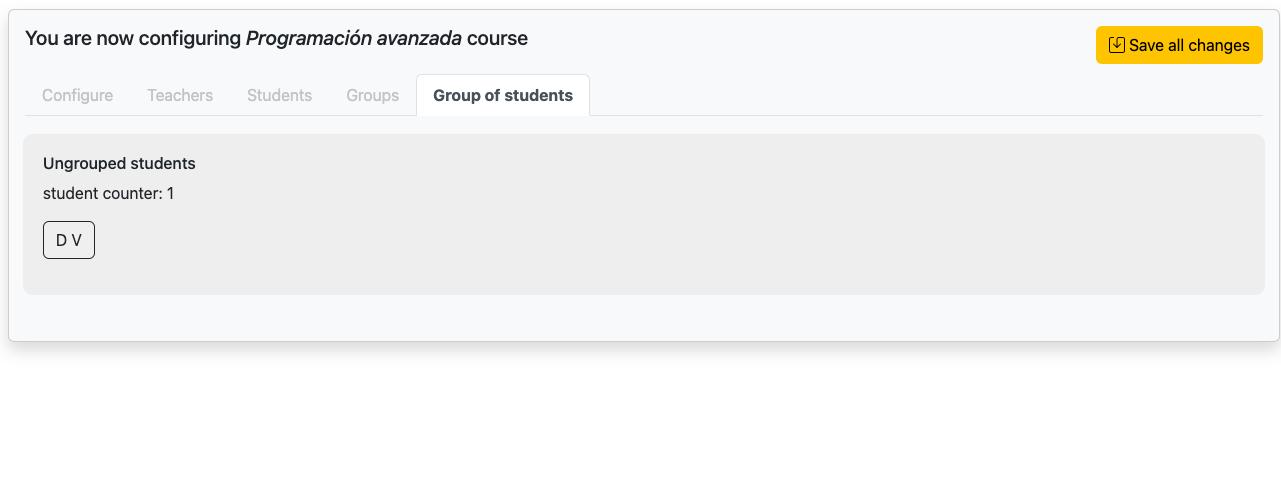 You are now configuring Programación avanzada course
Save all changes
Configure Teachers Students Groups Group of students
Ungrouped students
student counter: 1
D V